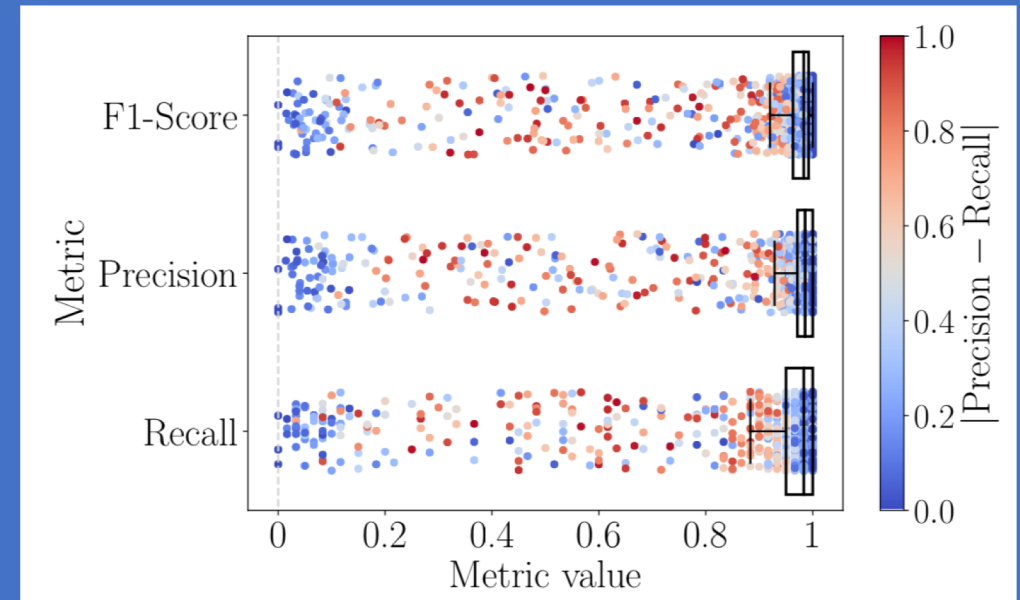 F1-Score
Precision
Recall
Metric
0
0.2
0.4
0.6
0.8
1
Metric value
1.0
0.8
0.6
0.4
0.2
0.0
|Precision − Recall|